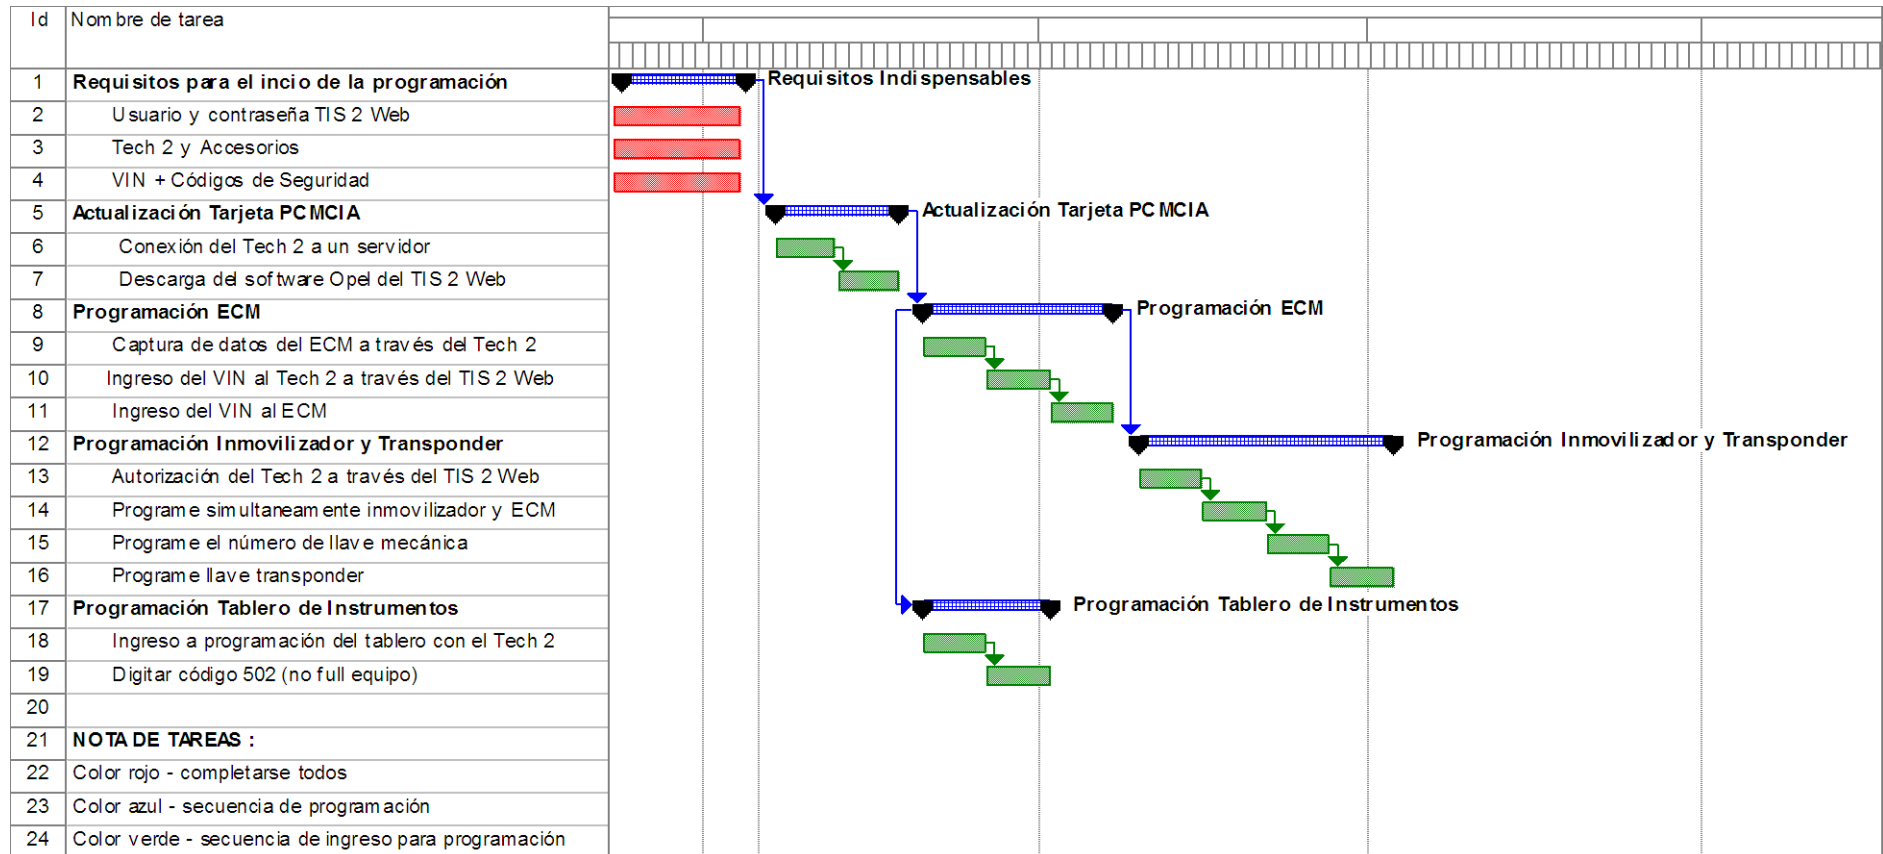 Id Nombre de tarea
1 Requisitos para el incio de la programación Requisitos Indispensables
2 Usuario y contraseña TIS 2 Web
3 Tech 2 y Accesorios
4 VIN + Códigos de Seguridad
5 Actualización Tarjeta PCMCIA Actualización Tarjeta PCMCIA
6 Conexión del Tech 2 a un servidor
7 Descarga del software Opel del TIS 2 Web
8 Programación ECM Programación ECM
9 Captura de datos del ECM a través del Tech 2
10 Ingreso del VIN al Tech 2 a través del TIS 2 Web
11 Ingreso del VIN al ECM
12 Programación Inmovilizador y Transponder Programación Inmovilizador y Transponder
13 Autorización del Tech 2 a través del TIS 2 Web
14 Programe simultaneamente inmovilizador y ECM
15 Programe el número de llave mecánica
16 Programe llave transponder
17 Programación Tablero de Instrumentos Programación Tablero de Instrumentos
18 Ingreso a programación del tablero con el Tech 2
19 Digitar código 502 (no full equipo)
20
21 NOTA DE TAREAS :
22 Color rojo - completarse todos
23 Color azul - secuencia de programación
24 Color verde - secuencia de ingreso para programación